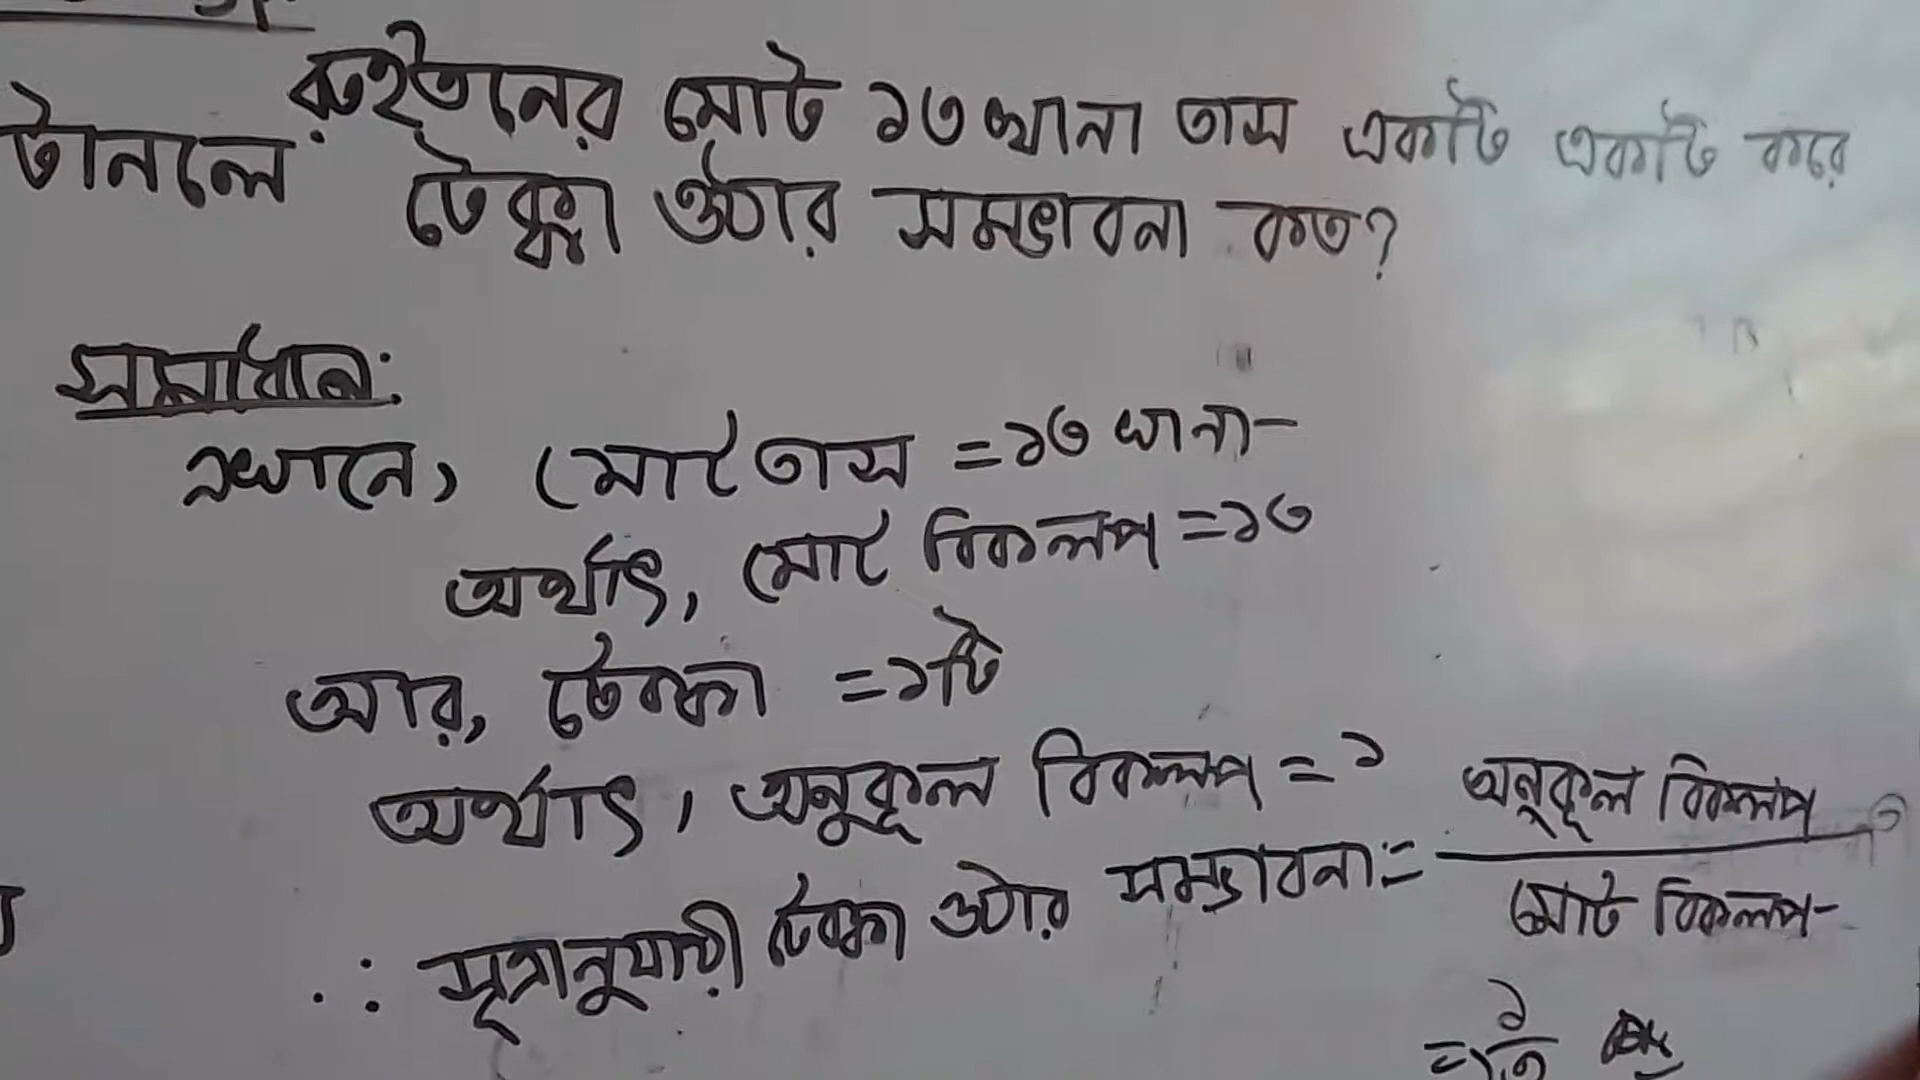 রুইতনের মোট ১৩ খানা তাস একটি একটি করে
টানলে টেক্কা ওঠার সম্ভাবনা কত?
সমাধান:
এখানে, মোট তাস = ১৩ খানা
অর্থাৎ, মোট বিকল্প = ১৩
আর, টেক্কা = ১টি
অর্থাৎ, অনুকূল বিকল্প = ১
∴ সূত্রানুযায়ী টেক্কা ওঠার সম্ভাবনা := অনুকূল বিকল্প / মোট বিকল্প
= ১/১৩